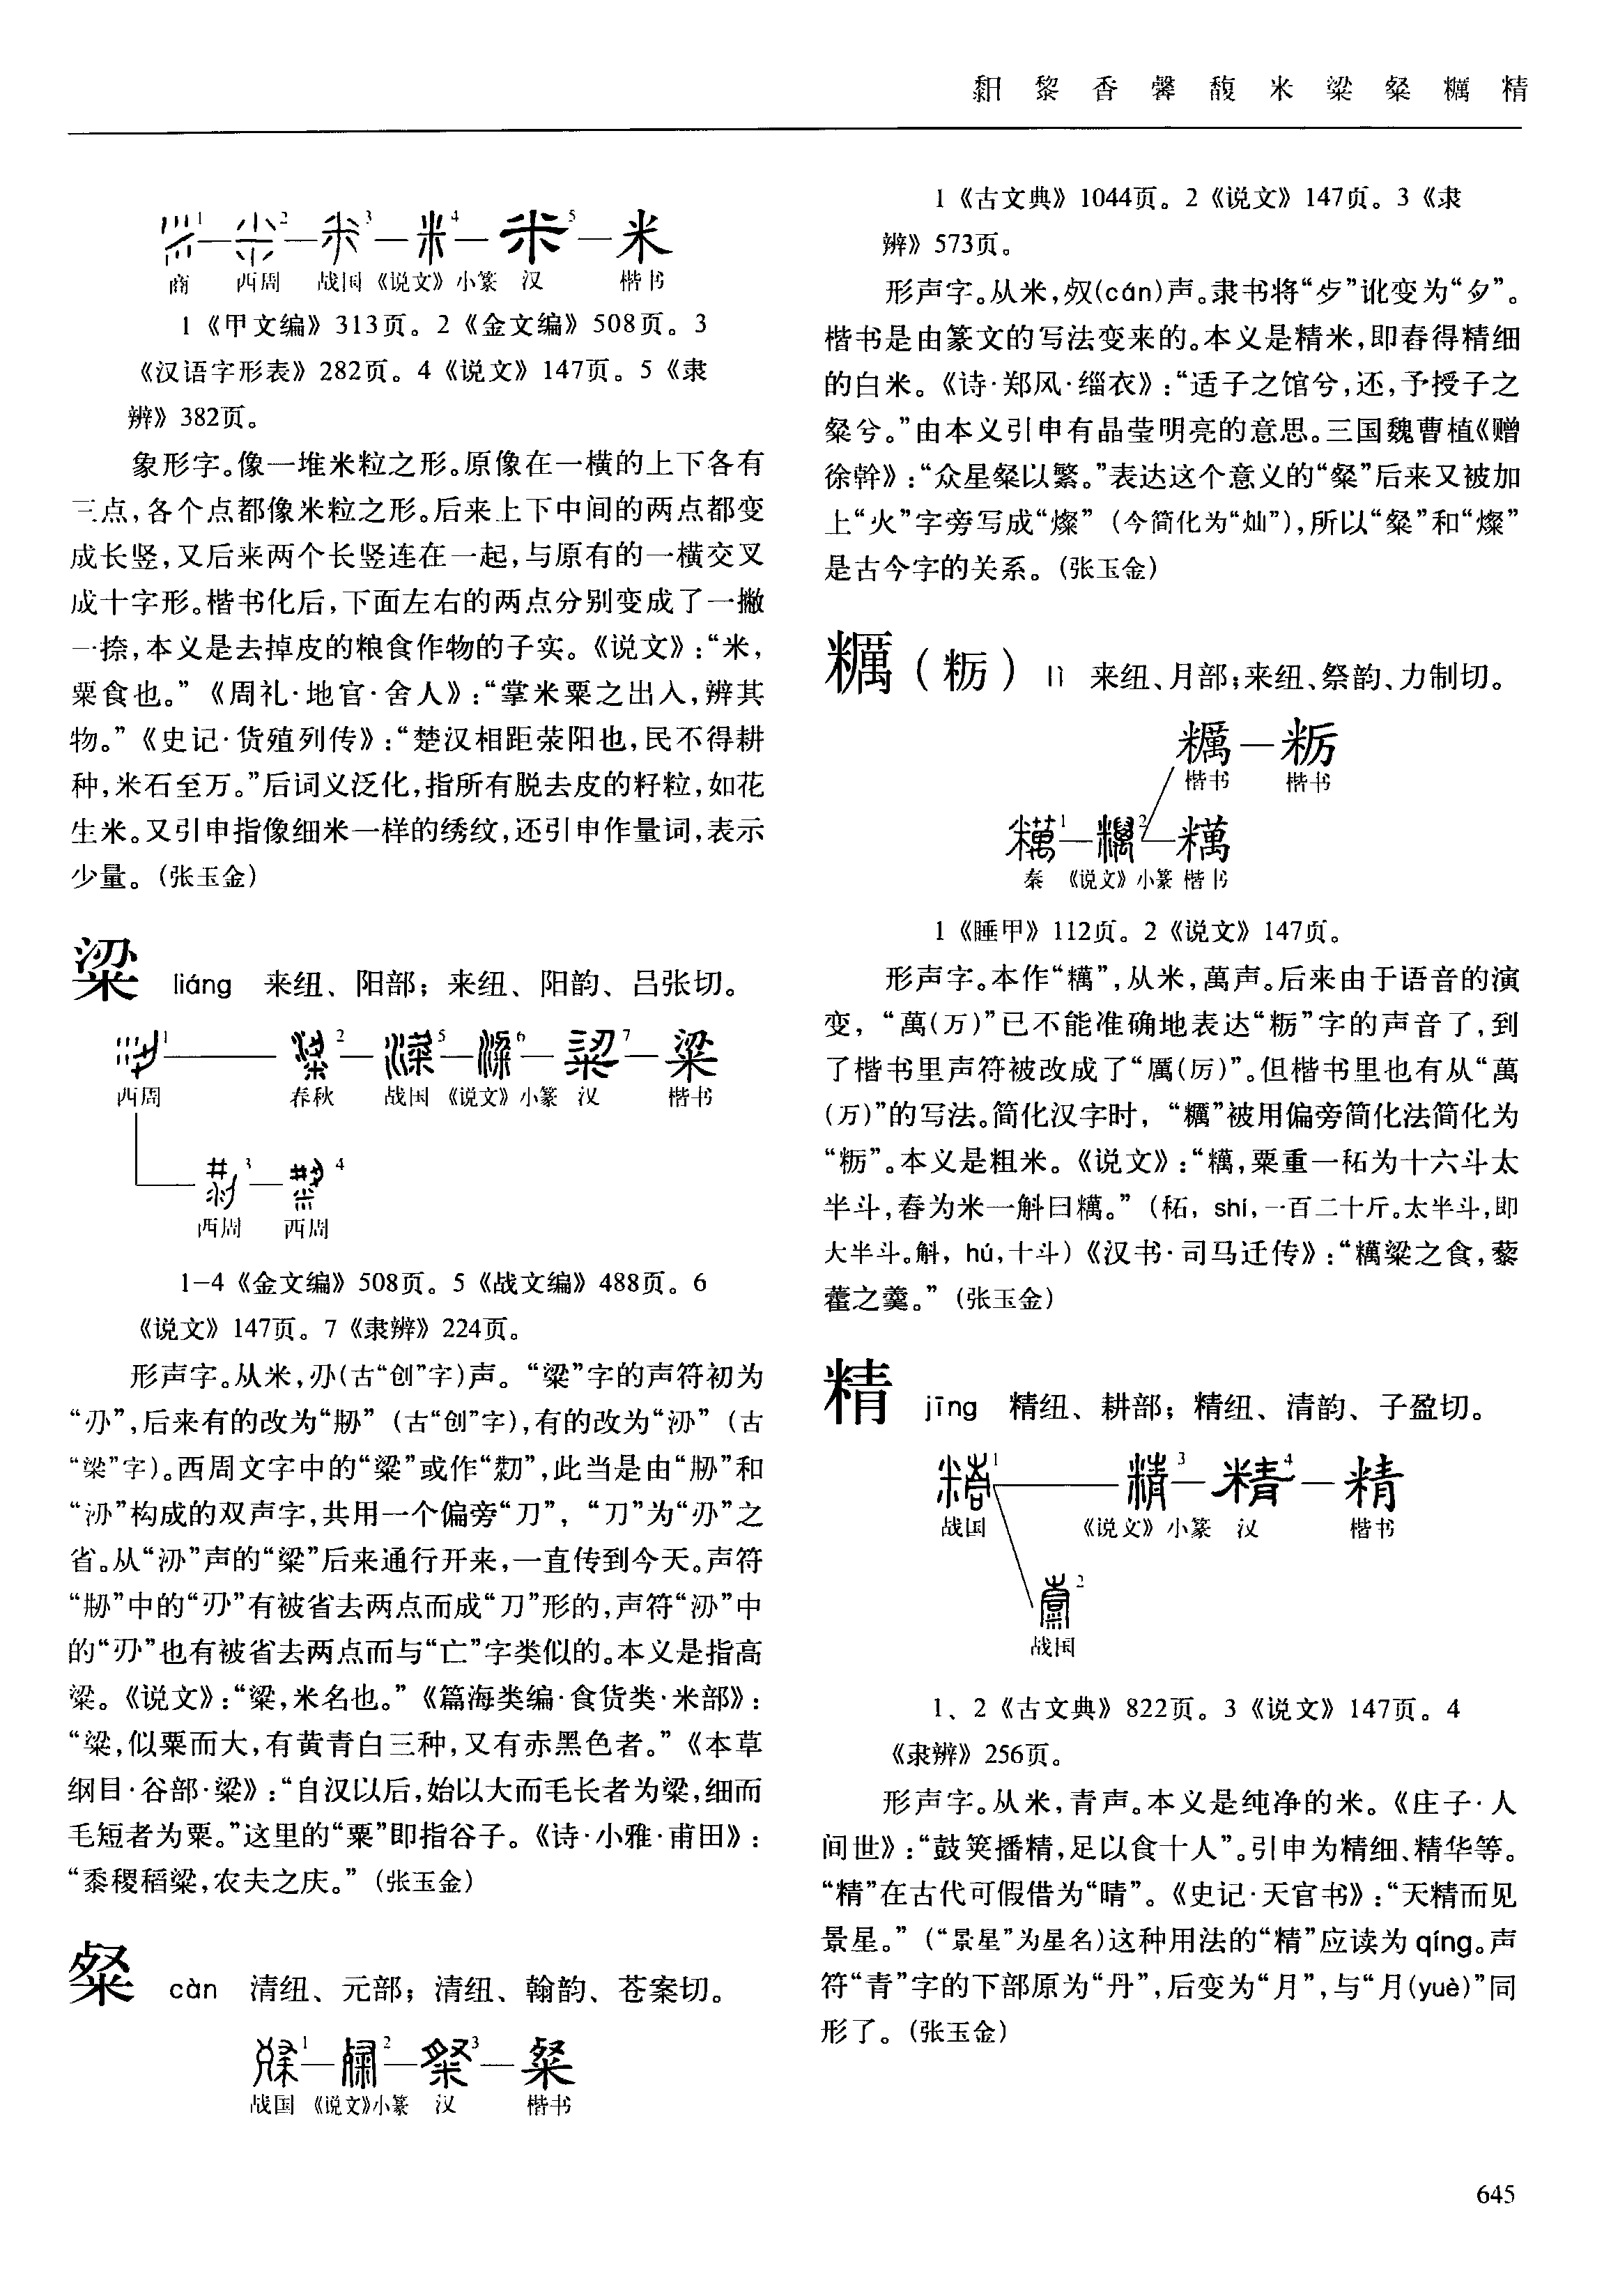 䵒 黎 香 馨 馥 米 粱 粲 糲 精
1 2 3 4 5 米
商 西周 战国 《说文》小篆 汉 楷书
1《甲文编》313页。2《金文编》508页。3
《汉语字形表》282页。4《说文》147页。5《隶
辨》382页。
象形字。像一堆米粒之形。原像在一横的上下各有
三点，各个点都像米粒之形。后来上下中间的两点都变
成长竖，又后来两个长竖连在一起，与原有的一横交叉
成十字形。楷书化后，下面左右的两点分别变成了一撇
一捺，本义是去掉皮的粮食作物的子实。《说文》：“米，
粟食也。”《周礼·地官·舍人》：“掌米粟之出入，辨其
物。”《史记·货殖列传》：“楚汉相距荥阳也，民不得耕
种，米石至万。”后词义泛化，指所有脱去皮的籽粒，如花
生米。又引申指像细米一样的绣纹，还引申作量词，表示
少量。（张玉金）
粱 liáng 来纽、阳部；来纽、阳韵、吕张切。
1 2 5 6 7 粱
西周 春秋 战国 《说文》小篆 汉 楷书
3 4
西周 西周
1–4《金文编》508页。5《战文编》488页。6
《说文》147页。7《隶辨》224页。
形声字。从米，刅(古“创”字)声。“粱”字的声符初为
“刅”，后来有的改为“剏”（古“创”字），有的改为“汈”（古
“梁”字）。西周文字中的“粱”或作“”，此当是由“剏”和
“”构成的双声字，共用一个偏旁“刀”，“刀”为“刅”之
省。从“”声的“粱”后来通行开来，一直传到今天。声符
“”中的“刅”有被省去两点而成“刀”形的，声符“”中
的“刅”也有被省去两点而与“亡”字类似的。本义是指高
粱。《说文》：“粱，米名也。”《篇海类编·食货类·米部》：
“粱，似粟而大，有黄青白三种，又有赤黑色者。”《本草
纲目·谷部·粱》：“自汉以后，始以大而毛长者为粱，细而
毛短者为粟。”这里的“粟”即指谷子。《诗·小雅·甫田》：
“黍稷稻粱，农夫之庆。”（张玉金）
粲 càn 清纽、元部；清纽、翰韵、苍案切。
1 2 3 粲
战国 《说文》小篆 汉 楷书
1《古文典》1044页。2《说文》147页。3《隶
辨》573页。
形声字。从米，𣦼(cán)声。隶书将“歺”讹变为“夕”。
楷书是由篆文的写法变来的。本义是精米，即舂得精细
的白米。《诗·郑风·缁衣》：“适子之馆兮，还，予授子之
粲兮。”由本义引申有晶莹明亮的意思。三国魏曹植《赠
徐幹》：“众星粲以繁。”表达这个意义的“粲”后来又被加
上“火”字旁写成“燦”（今简化为“灿”），所以“粲”和“燦”
是古今字的关系。（张玉金）
糲（粝） lì 来纽、月部；来纽、祭韵、力制切。
糲 粝
楷书 楷书
1 2 𥻴
秦 《说文》小篆 楷书
1《睡甲》112页。2《说文》147页。
形声字。本作“𥻴”，从米，萬声。后来由于语音的演
变，“萬(万)”已不能准确地表达“粝”字的声音了，到
了楷书里声符被改成了“厲(厉)”。但楷书里也有从“萬
(万)”的写法。简化汉字时，“糲”被用偏旁简化法简化为
“粝”。本义是粗米。《说文》：“𥻴，粟重一䄷为十六斗太
半斗，舂为米一斛曰𥻴。”（䄷，shí，一百二十斤。太半斗，即
大半斗。斛，hú，十斗）《汉书·司马迁传》：“𥻴粱之食，藜
藿之羹。”（张玉金）
精 jīng 精纽、耕部；精纽、清韵、子盈切。
1 3 4 精
战国 《说文》小篆 汉 楷书
2
战国
1、2《古文典》822页。3《说文》147页。4
《隶辨》256页。
形声字。从米，青声。本义是纯净的米。《庄子·人
间世》：“鼓筴播精，足以食十人”。引申为精细、精华等。
“精”在古代可假借为“晴”。《史记·天官书》：“天精而见
景星。”（“景星”为星名）这种用法的“精”应读为 qíng。声
符“青”字的下部原为“丹”，后变为“月”，与“月(yuè)”同
形了。（张玉金）
645